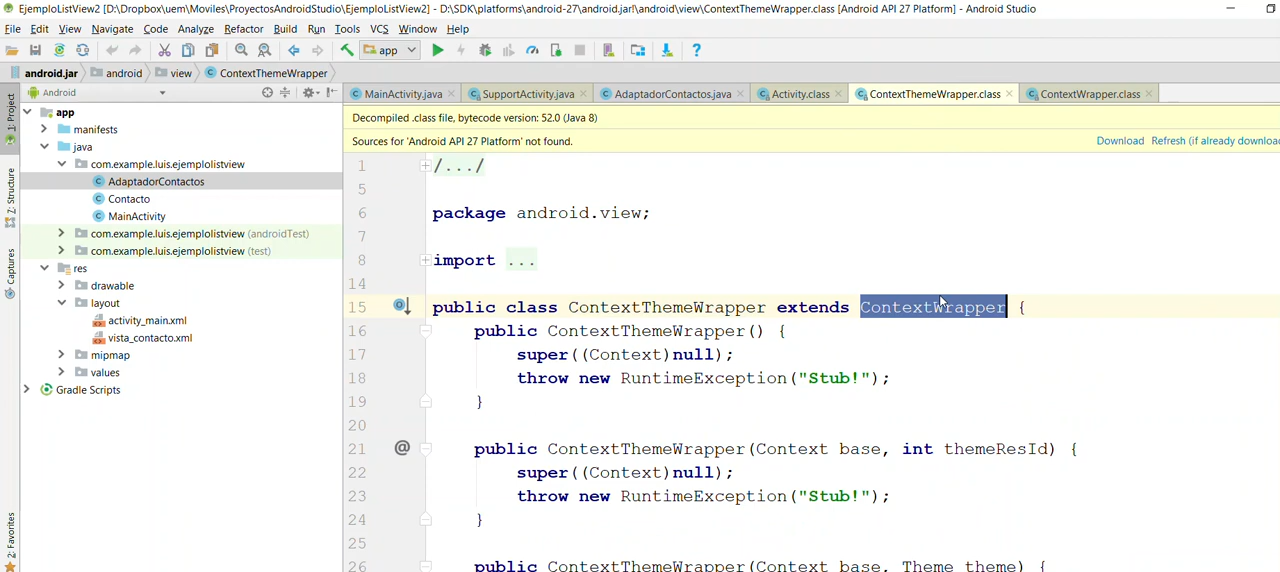 EjemploListView2 [D:\Dropbox\uem\Moviles\ProyectosAndroidStudio\EjemploListView2] - D:\SDK\platforms\android-27\android.jar!\android\view\ContextThemeWrapper.class [Android API 27 Platform] - Android Studio
File Edit View Navigate Code Analyze Refactor Build Run Tools VCS Window Help
app
android.jar android view ContextThemeWrapper
Android
MainActivity.java SupportActivity.java AdaptadorContactos.java Activity.class ContextThemeWrapper.class ContextWrapper.class
1: Project
7: Structure
Captures
2: Favorites
app
manifests
java
com.example.luis.ejemplolistview
AdaptadorContactos
Contacto
MainActivity
com.example.luis.ejemplolistview (androidTest)
com.example.luis.ejemplolistview (test)
res
drawable
layout
activity_main.xml
vista_contacto.xml
mipmap
values
Gradle Scripts
Decompiled .class file, bytecode version: 52.0 (Java 8)
Sources for 'Android API 27 Platform' not found. Download Refresh (if already downloa
1 /.../
5
6 package android.view;
7
8 import ...
14
15 public class ContextThemeWrapper extends ContextWrapper {
16 public ContextThemeWrapper() {
17 super((Context)null);
18 throw new RuntimeException("Stub!");
19 }
20
21 @ public ContextThemeWrapper(Context base, int themeResId) {
22 super((Context)null);
23 throw new RuntimeException("Stub!");
24 }
25
26 public ContextThemeWrapper(Context base, Theme theme) {